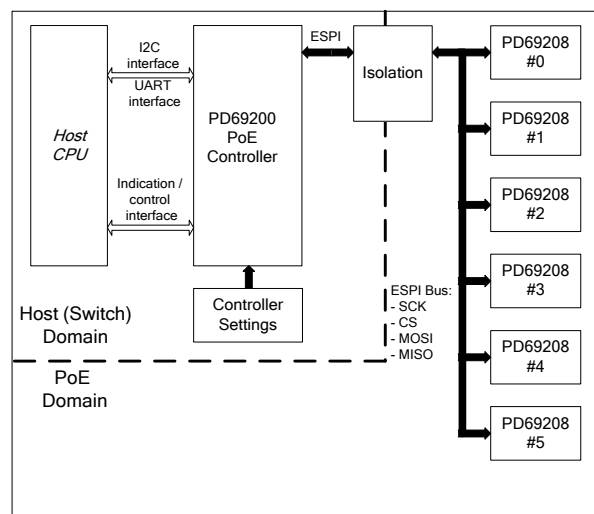 I2C
interface
UART
interface
Host
CPU
Indication /
control
interface
PD69200
PoE
Controller
ESPI
Isolation
Controller
Settings
Host (Switch)
Domain
PoE
Domain
ESPI Bus:
- SCK
- CS
- MOSI
- MISO
PD69208
#0
PD69208
#1
PD69208
#2
PD69208
#3
PD69208
#4
PD69208
#5